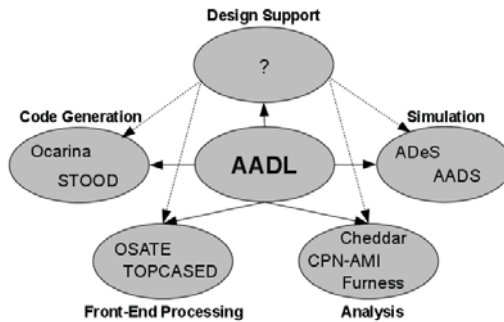 Design Support
?
Code Generation
Simulation
Ocarina
STOOD
AADL
ADeS
AADS
OSATE
TOPCASED
Cheddar
CPN-AMI
Furness
Front-End Processing
Analysis